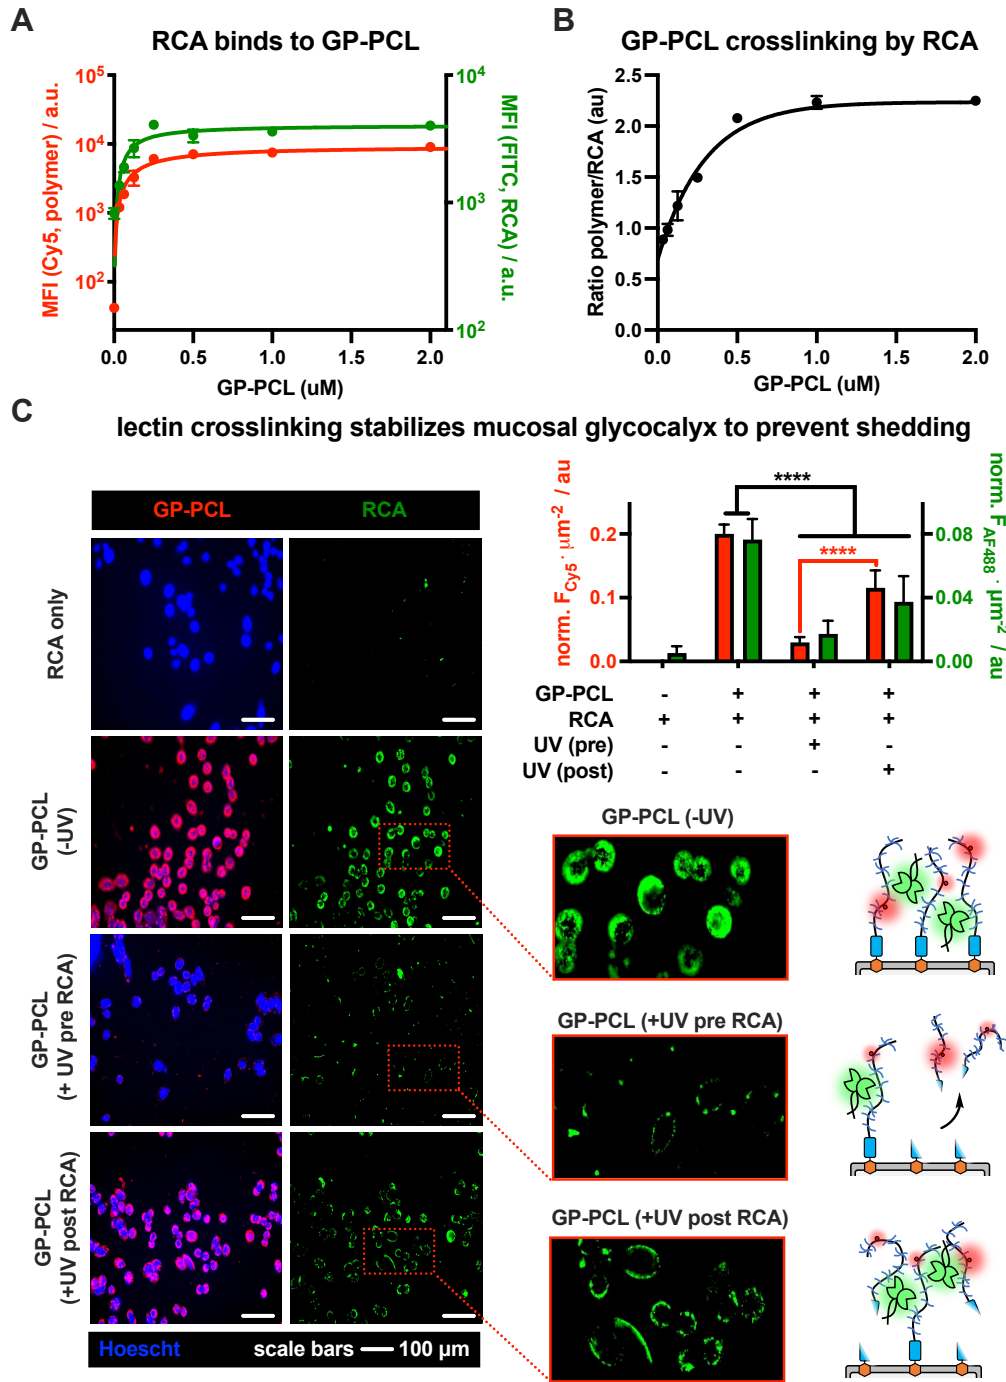 A
RCA binds to GP-PCL
10^5
10^4
10^3
10^2
MFI (Cy5, polymer) / a.u.
10^4
10^3
10^2
MFI (FITC, RCA) / a.u.
0.0 0.5 1.0 1.5 2.0
GP-PCL (uM)
B
GP-PCL crosslinking by RCA
2.5
2.0
1.5
1.0
0.5
0.0
Ratio polymer/RCA (au)
0.0 0.5 1.0 1.5 2.0
GP-PCL (uM)
C
lectin crosslinking stabilizes mucosal glycocalyx to prevent shedding
GP-PCL RCA
RCA only
GP-PCL
(-UV)
GP-PCL
(+ UV pre RCA)
GP-PCL
(+UV post RCA)
Hoescht scale bars 100 µm
norm. F_Cy5 · µm^-2 / au
0.2
0.1
0.0
****
****
0.08
0.04
0.00
norm. F_AF488 · µm^-2 / au
GP-PCL - + + +
RCA + + + +
UV (pre) - - + -
UV (post) - - - +
GP-PCL (-UV)
GP-PCL (+UV pre RCA)
GP-PCL (+UV post RCA)